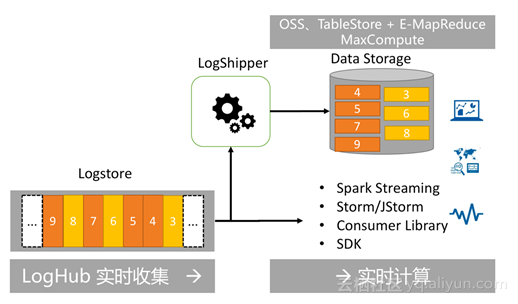 OSS、TableStore + E-MapReduce
MaxCompute
LogShipper
Data Storage
4
3
5
6
7
8
9
Logstore
... 9 8 7 6 5 4 3 ...
• Spark Streaming
• Storm/JStorm
• Consumer Library
• SDK
LogHub 实时收集 →
→ 实时计算
云栖社区 yq.aliyun.com